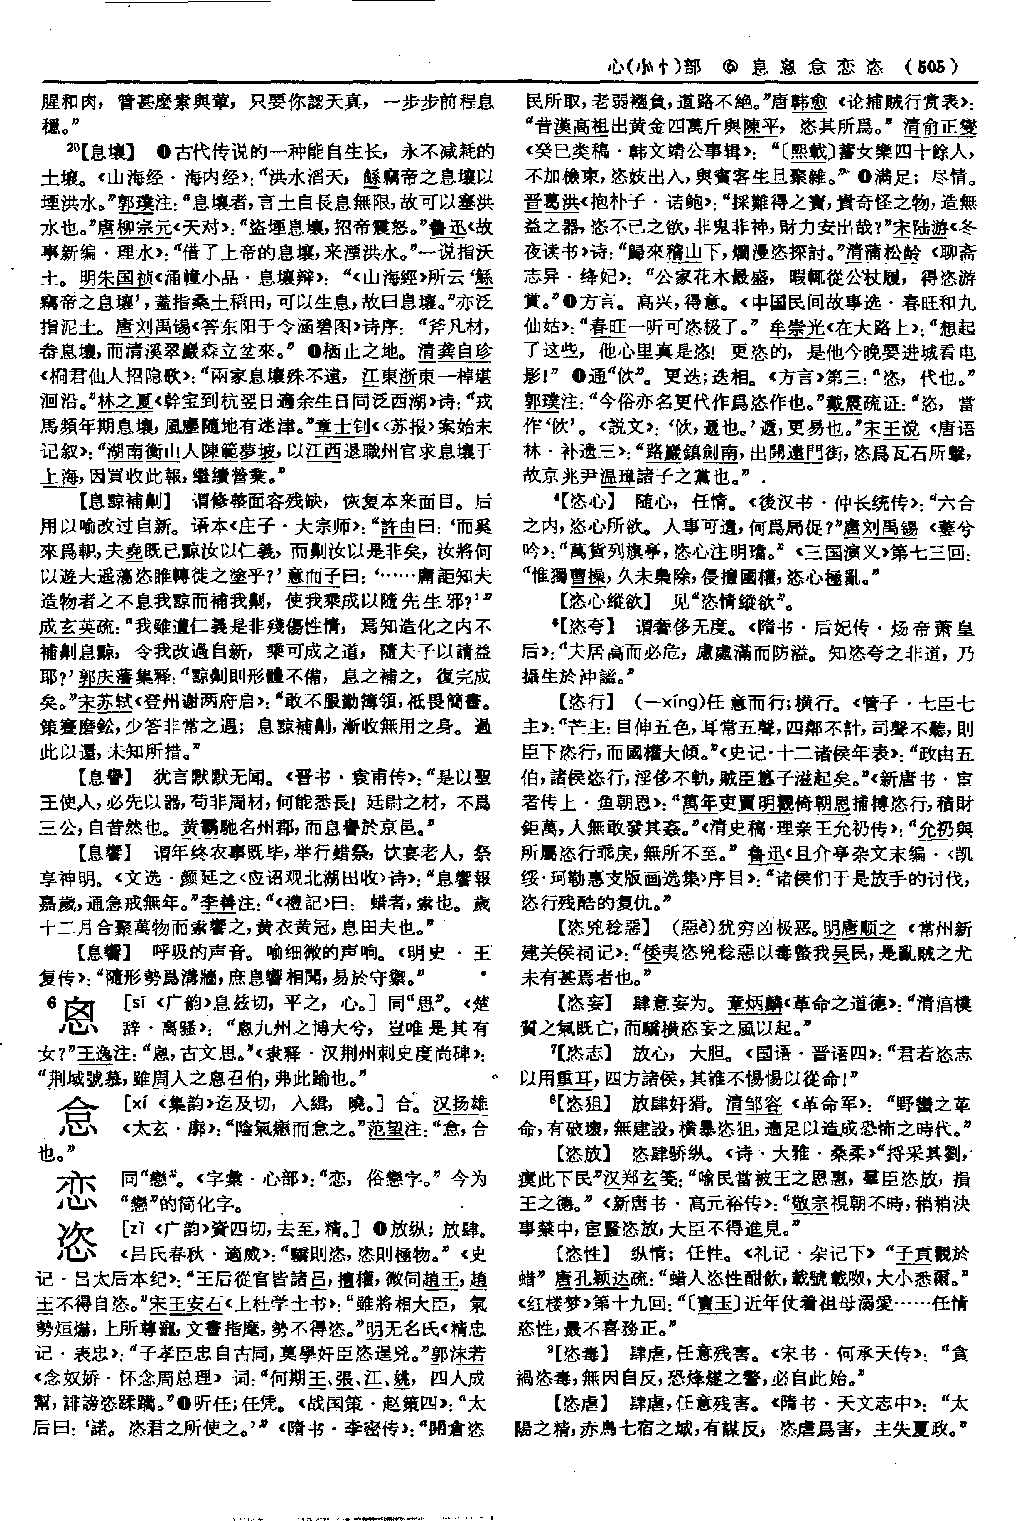 心(小忄)部 ⑥ 息恖恴恋恣 (505)
腥和肉，管甚麽素與葷，只要你認天真，一步步前程息
穩。”
20【息壤】 ❶古代传说的一种能自生长，永不减耗的
土壤。《山海经·海内经》：“洪水滔天，鯀竊帝之息壤以
堙洪水。”郭璞注：“息壤者，言土自長息無限，故可以塞洪
水也。”唐柳宗元《天对》：“盜堙息壤，招帝震怒。”鲁迅《故
事新编·理水》：“借了上帝的息壤，来湮洪水。”一说指沃
土。明朱国祯《涌幢小品·息壤辩》：“《山海經》所云‘鯀
竊帝之息壤’，蓋指桑土稻田，可以生息，故曰息壤。”亦泛
指泥土。唐刘禹锡《答东阳于令涵碧图》诗序：“斧凡材，
畚息壤，而清溪翠巖森立坌來。” ❷栖止之地。清龚自珍
《桐君仙人招隐歌》：“兩家息壤殊不遠，江東浙東一棹堪
洄沿。”林之夏《幹宝到杭翌日適余生日同泛西湖》诗：“戎
馬頻年期息壤，風塵隨地有迷津。”章士钊《〈苏报〉案始末
记叙》：“湖南衡山人陳範夢坡，以江西退職州官求息壤于
上海，因買收此報，繼續營業。”
【息黥補劓】 谓修整面容残缺，恢复本来面目。后
用以喻改过自新。语本《庄子·大宗师》：“許由曰：‘而奚
來爲軹，夫堯既已黥汝以仁義，而劓汝以是非矣，汝將何
以遊夫遥蕩恣睢轉徙之塗乎？’意而子曰：‘……庸詎知夫
造物者之不息我黥而補我劓，使我乘成以隨先生邪？’”
成玄英疏：“我雖遭仁義是非殘傷性情，焉知造化之内不
補劓息黥，令我改過自新，乘可成之道，隨夫子以請益
耶？”郭庆藩集释：“黥劓則形體不備，息之補之，復完成
矣。”宋苏轼《登州谢两府启》：“敢不服勤簿領，祇畏簡書。
策蹇磨鉛，少答非常之遇；息黥補劓，漸收無用之身。過
此以還，未知所措。”
【息譽】 犹言默默无闻。《晋书·袁甫传》：“是以聖
王使人，必先以器，苟非周材，何能悉長！廷尉之材，不爲
三公，自昔然也。黄霸馳名州郡，而息譽於京邑。”
【息饗】 谓年终农事既毕，举行蜡祭，饮宴老人，祭
享神明。《文选·颜延之〈应诏观北湖田收〉诗》：“息饗報
嘉歲，通急戒無年。”李善注：“《禮記》曰：蜡者，索也。歲
十二月合聚萬物而索饗之，黄衣黄冠，息田夫也。”
【息響】 呼吸的声音。喻细微的声响。《明史·王
复传》：“隨形勢爲溝牆，庶息響相聞，易於守禦。”
6 恖 [sī《广韵》息兹切，平之，心。] 同“思”。《楚
辞·离骚》：“恖九州之博大兮，豈唯是其有
女？”王逸注：“恖，古文思。”《隶释·汉荆州刺史度尚碑》：
“荆域號慕，雖周人之恖召伯，弗此踰也。”
恴 [xí《集韵》迄及切，入緝，曉。] 合。汉扬雄
《太玄·廓》：“陰氣瘱而恴之。”范望注：“恴，合
也。”
恋 同“戀”。《字彙·心部》：“恋，俗戀字。”今为
“戀”的简化字。
恣 [zì《广韵》資四切，去至，精。] ❶放纵；放肆。
《吕氏春秋·適威》：“驕則恣，恣則極物。”《史
记·吕太后本纪》：“王后從官皆諸吕，擅權，微伺趙王，趙
王不得自恣。”宋王安石《上杜学士书》：“雖將相大臣，氣
勢烜爀，上所尊寵，文書指麾，勢不得恣。”明无名氏《精忠
记·表忠》：“子孝臣忠自古同，莫學奸臣恣逞兇。”郭沫若
《念奴娇·怀念周总理》词：“何期王、張、江、姚，四人成
幫，誹謗恣蹂躪。”❷听任；任凭。《战国策·赵策四》：“太
后曰：‘諾。恣君之所使之。’” 《隋书·李密传》：“開倉恣
民所取，老弱襁負，道路不絶。”唐韩愈《论捕贼行赏表》：
“昔漢高祖出黄金四萬斤與陳平，恣其所爲。”清俞正燮
《癸巳类稿·韩文靖公事辑》：“〔熙載〕蓄女樂四十餘人，
不加檢束，恣妓出入，與賓客生旦聚雜。”❸满足；尽情。
晋葛洪《抱朴子·诘鲍》：“採難得之寶，貴奇怪之物，造無
益之器，恣不已之欲，非鬼非神，財力安出哉？”宋陆游《冬
夜读书》诗：“歸來稽山下，爛漫恣探討。”清蒲松龄《聊斋
志异·绛妃》：“公家花木最盛，暇輒從公杖履，得恣游
賞。”❹方言。高兴，得意。《中国民间故事选·春旺和九
仙姑》：“春旺一听可恣极了。”牟崇光《在大路上》：“想起
了这些，他心里真是恣！更恣的，是他今晚要进城看电
影！” ❺通“佽”。更迭；迭相。《方言》第三：“恣，代也。”
郭璞注：“今俗亦名更代作爲恣作也。”戴震疏证：“恣，當
作‘佽’。《說文》：‘佽，遞也。’遞，更易也。”宋王谠《唐语
林·补遗三》：“路巖鎮劍南，出開遠門街，恣爲瓦石所擊，
故京兆尹温璋諸子之黨也。”
4【恣心】 随心，任情。《後汉书·仲长统传》：“六合
之内，恣心所欲。人事可遺，何爲局促？”唐刘禹锡《蹇兮
吟》：“萬貨列旗亭，恣心注明璫。” 《三国演义》第七三回：
“惟獨曹操，久未梟除，侵擅國權，恣心極亂。”
【恣心縱欲】 见“恣情縱欲”。
6【恣夸】 谓奢侈无度。《隋书·后妃传·炀帝萧皇
后》：“夫居高而必危，慮處滿而防溢。知恣夸之非道，乃
攝生於沖謐。”
【恣行】 (—xíng)任意而行；横行。《管子·七臣七
主》：“芒主：目伸五色，耳常五聲，四鄰不計，司聲不聽，則
臣下恣行，而國權大傾。”《史记·十二诸侯年表》：“政由五
伯，諸侯恣行，淫侈不軌，賊臣篡子滋起矣。”《新唐书·宦
者传上·鱼朝恩》：“萬年吏賈明觀倚朝恩捕搏恣行，積財
鉅萬，人無敢發其姦。”《清史稿·理亲王允礽传》：“允礽與
所屬恣行乖戾，無所不至。” 鲁迅《且介亭杂文末编·〈凯
绥·珂勒惠支版画选集〉序目》：“诸侯们于是放手的讨伐，
恣行残酷的复仇。”
【恣兇稔惡】 (惡è)犹穷凶极恶。明唐顺之《常州新
建关侯祠记》：“倭夷恣兇稔惡以毒螫我吴民，是亂賊之尤
未有甚焉者也。”
【恣妄】 肆意妄为。章炳麟《革命之道德》：“清滔樸
質之氣既亡，而驕横恣妄之風以起。”
7【恣志】 放心，大胆。《国语·晋语四》：“君若恣志
以用重耳，四方諸侯，其誰不惕惕以從命！”
8【恣狙】 放肆奸猾。清邹容《革命军》：“野蠻之革
命，有破壞，無建設，横暴恣狙，適足以造成恐怖之時代。”
【恣放】 恣肆骄纵。《诗·大雅·桑柔》“捋采其劉，
瘼此下民”汉郑玄笺：“喻民當被王之恩惠，羣臣恣放，損
王之德。” 《新唐书·高元裕传》：“敬宗視朝不時，稍稍決
事禁中，宦豎恣放，大臣不得進見。”
【恣性】 纵情；任性。《礼记·杂记下》“子貢觀於
蜡”唐孔颖达疏：“蜡人恣性酣飲，載號載呶，大小悉爾。”
《红楼梦》第十九回：“〔寶玉〕近年仗着祖母溺愛……任情
恣性，最不喜務正。”
9【恣毒】 肆虐，任意残害。《宋书·何承天传》：“貪
禍恣毒，無因自反，恐烽燧之警，必自此始。”
【恣虐】 肆虐，任意残害。《隋书·天文志中》：“太
陽之精，赤鳥七宿之域，有謀反，恣虐爲害，主失夏政。”